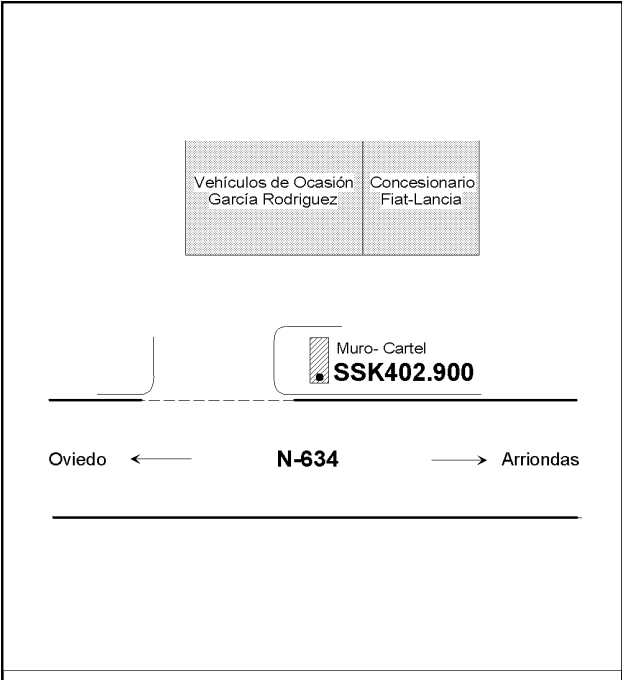 Vehículos de Ocasión
García Rodriguez
Concesionario
Fiat-Lancia
Muro- Cartel
SSK402.900
Oviedo
N-634
Arriondas